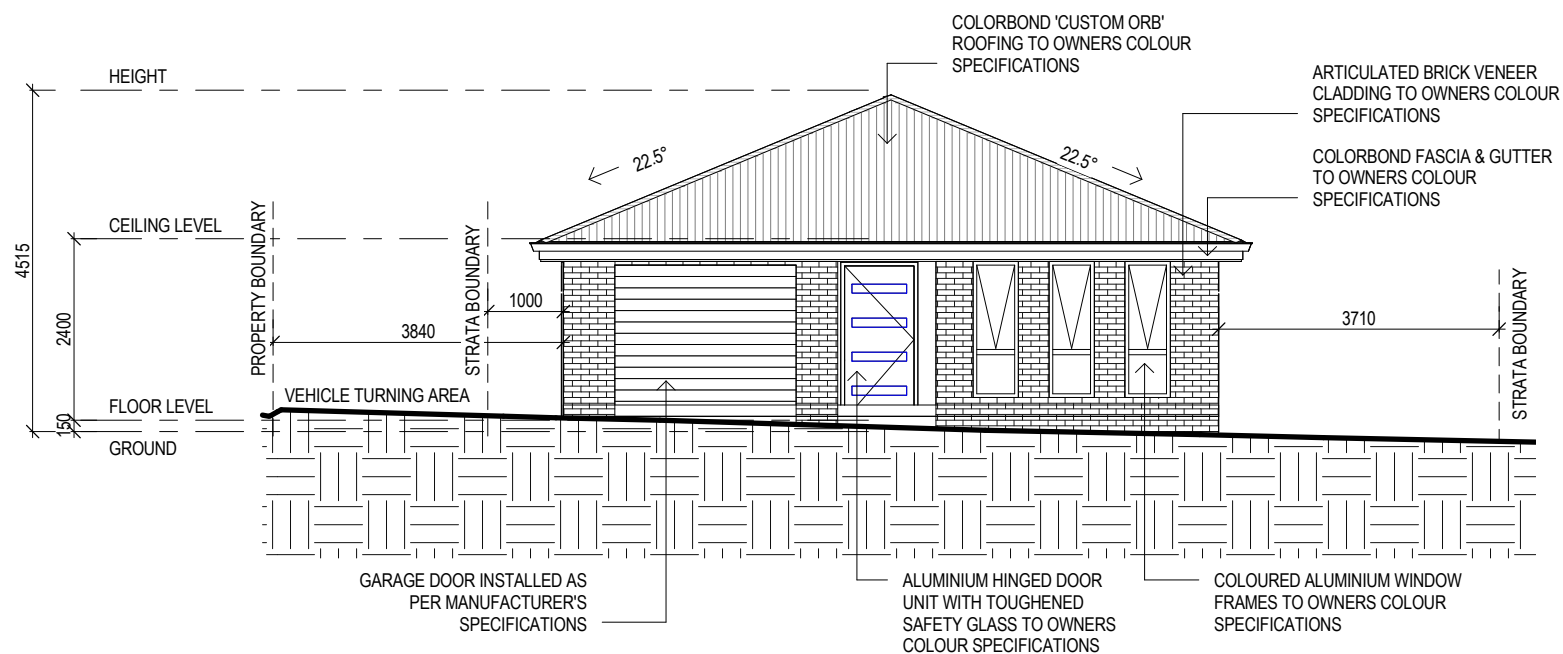 COLORBOND 'CUSTOM ORB'
ROOFING TO OWNERS COLOUR
SPECIFICATIONS
HEIGHT
ARTICULATED BRICK VENEER
CLADDING TO OWNERS COLOUR
SPECIFICATIONS
22.5°
22.5°
COLORBOND FASCIA & GUTTER
TO OWNERS COLOUR
SPECIFICATIONS
CEILING LEVEL
PROPERTY BOUNDARY
STRATA BOUNDARY
STRATA BOUNDARY
4515
2400
150
1000
3840
3710
VEHICLE TURNING AREA
FLOOR LEVEL
GROUND
GARAGE DOOR INSTALLED AS
PER MANUFACTURER'S
SPECIFICATIONS
ALUMINIUM HINGED DOOR
UNIT WITH TOUGHENED
SAFETY GLASS TO OWNERS
COLOUR SPECIFICATIONS
COLOURED ALUMINIUM WINDOW
FRAMES TO OWNERS COLOUR
SPECIFICATIONS